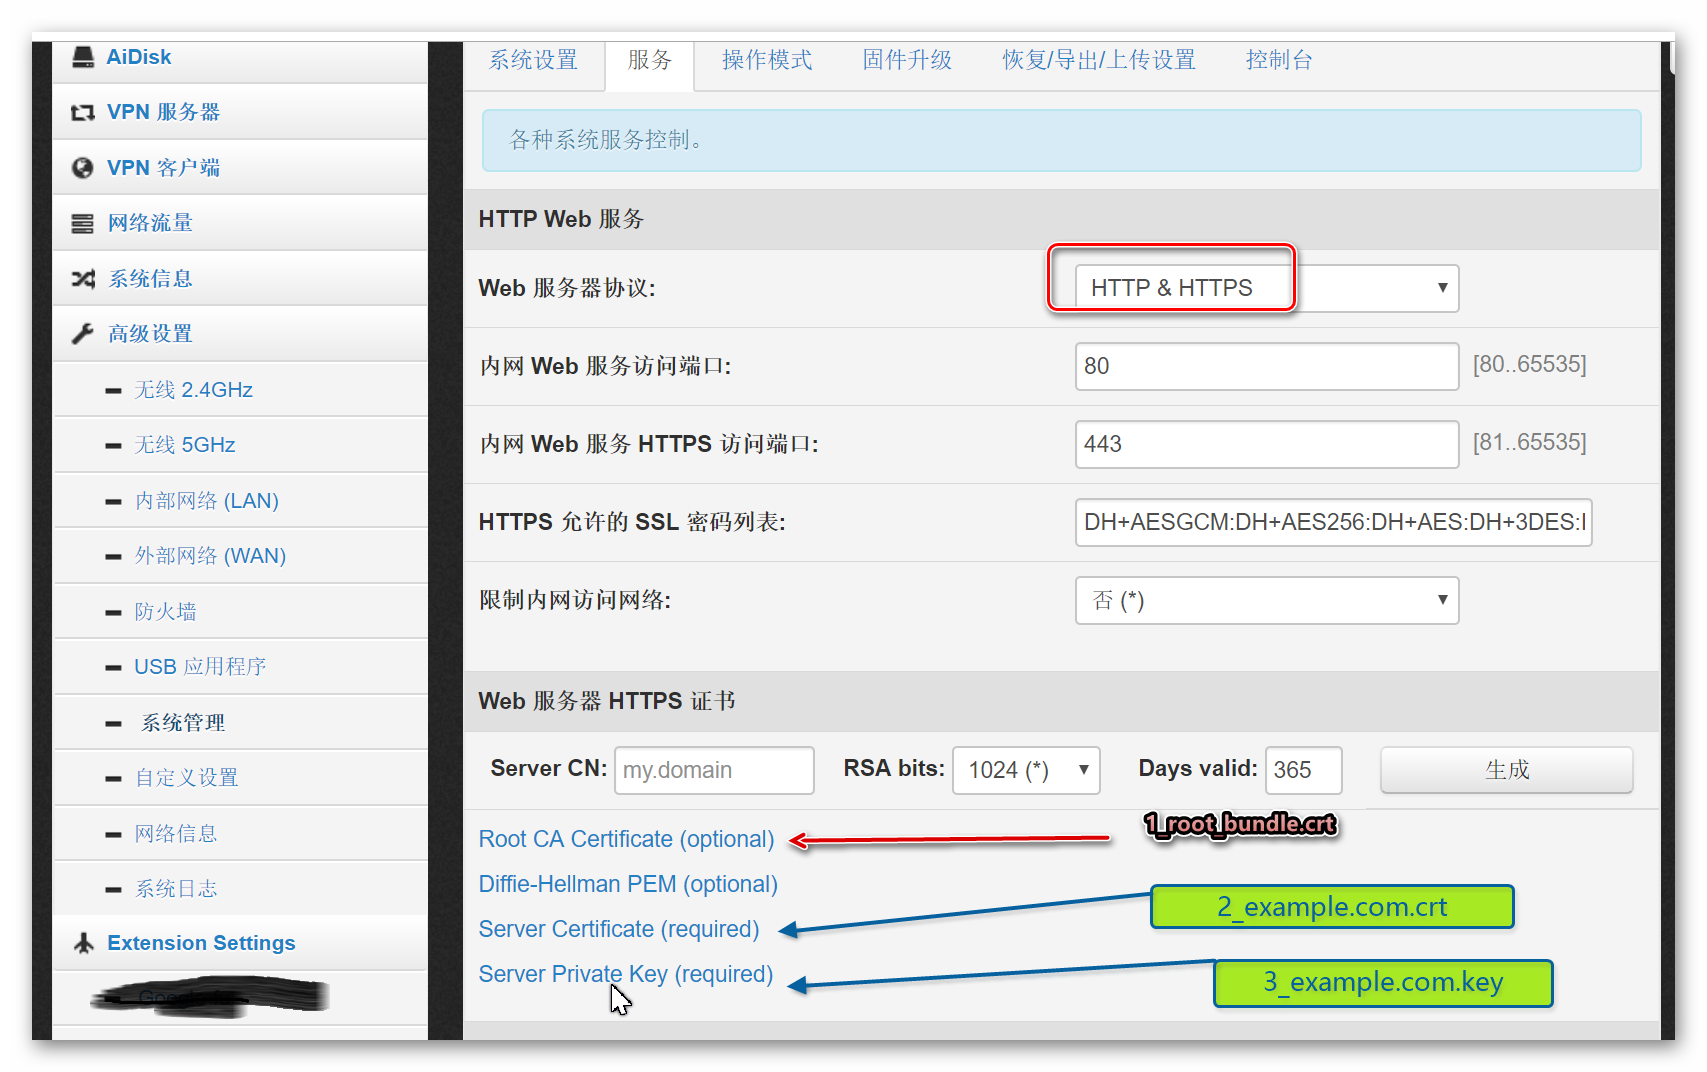 AiDisk
VPN 服务器
VPN 客户端
网络流量
系统信息
高级设置
无线 2.4GHz
无线 5GHz
内部网络 (LAN)
外部网络 (WAN)
防火墙
USB 应用程序
系统管理
自定义设置
网络信息
系统日志
Extension Settings
系统设置 服务 操作模式 固件升级 恢复/导出/上传设置 控制台
各种系统服务控制。
HTTP Web 服务
Web 服务器协议: HTTP & HTTPS
内网 Web 服务访问端口: 80 [80..65535]
内网 Web 服务 HTTPS 访问端口: 443 [81..65535]
HTTPS 允许的 SSL 密码列表: DH+AESGCM:DH+AES256:DH+AES:DH+3DES:
限制内网访问网络: 否 (*)
Web 服务器 HTTPS 证书
Server CN: my.domain RSA bits: 1024 (*) Days valid: 365 生成
Root CA Certificate (optional) 1_root_bundle.crt
Diffie-Hellman PEM (optional)
Server Certificate (required) 2_example.com.crt
Server Private Key (required) 3_example.com.key